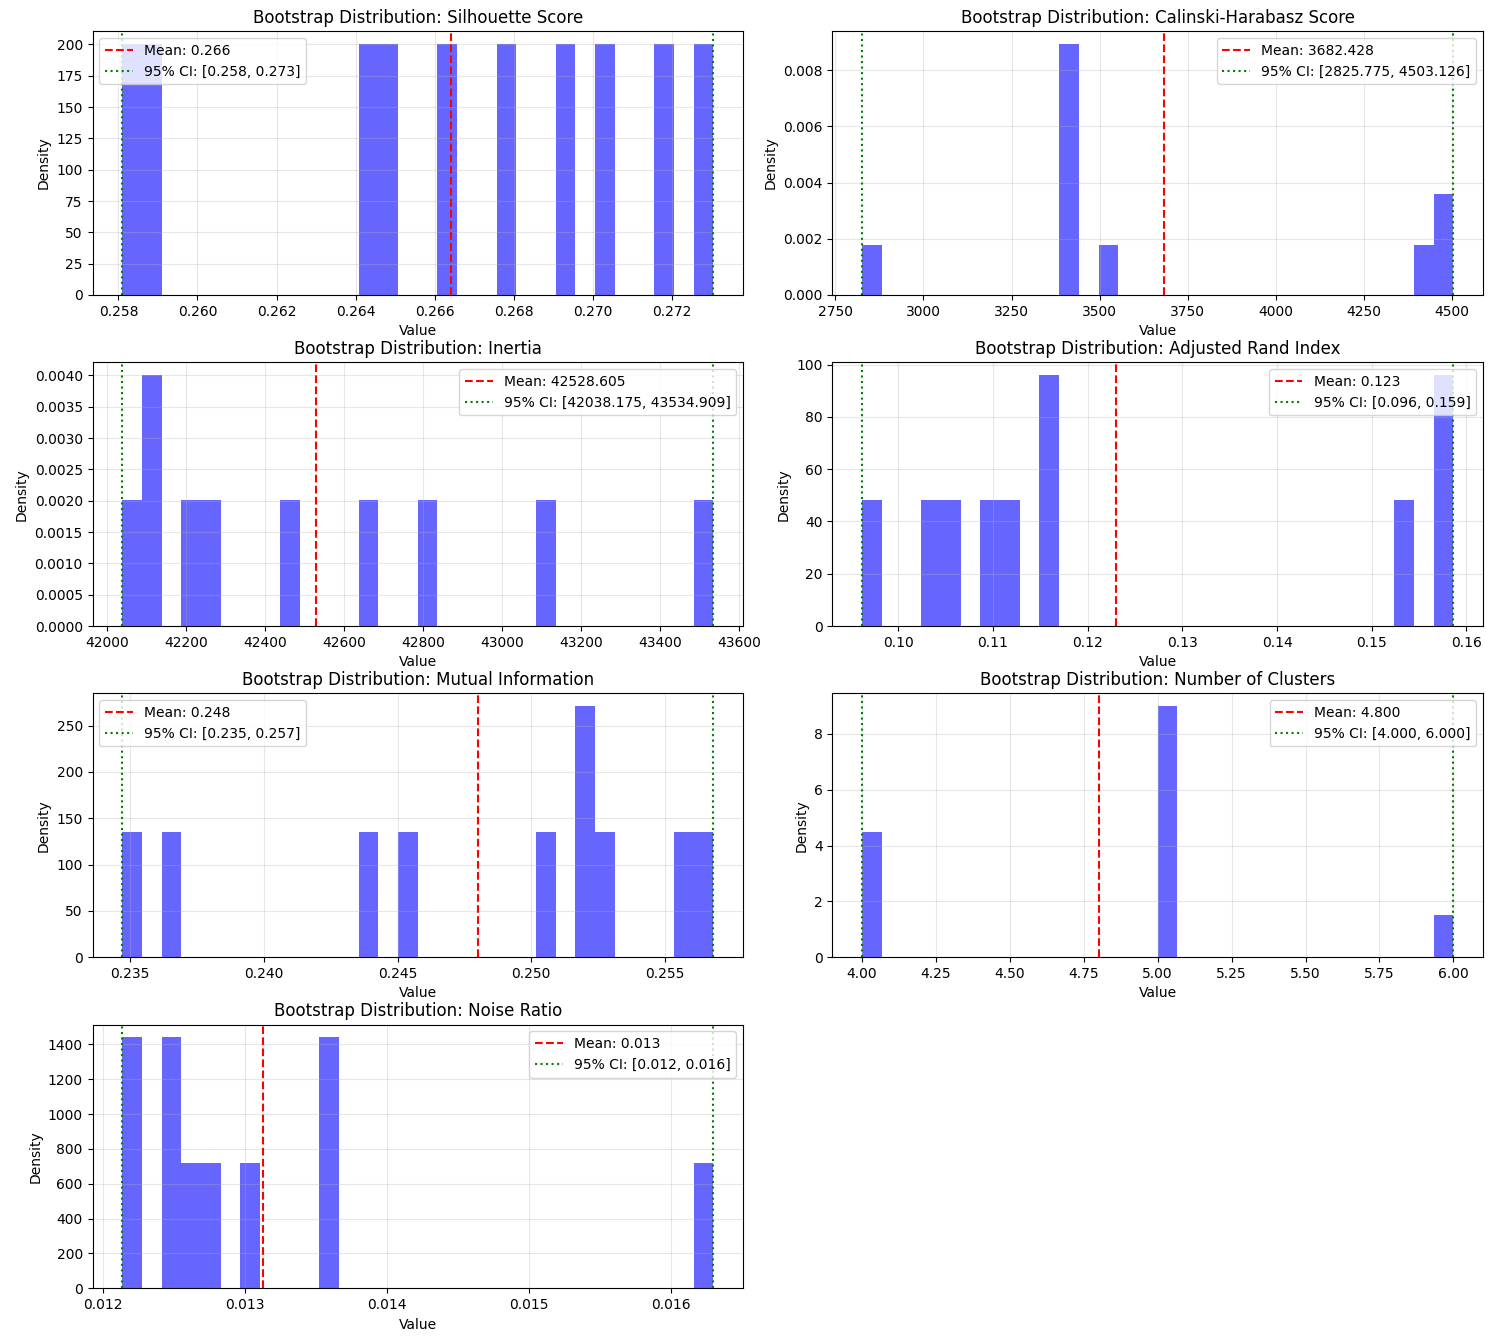 Bootstrap Distribution: Silhouette Score
Mean: 0.266
95% CI: [0.258, 0.273]
Density
200
175
150
125
100
75
50
25
0
0.258 0.260 0.262 0.264 0.266 0.268 0.270 0.272
Value
Bootstrap Distribution: Calinski-Harabasz Score
Mean: 3682.428
95% CI: [2825.775, 4503.126]
Density
0.008
0.006
0.004
0.002
0.000
2750 3000 3250 3500 3750 4000 4250 4500
Value
Bootstrap Distribution: Inertia
Mean: 42528.605
95% CI: [42038.175, 43534.909]
Density
0.0040
0.0035
0.0030
0.0025
0.0020
0.0015
0.0010
0.0005
0.0000
42000 42200 42400 42600 42800 43000 43200 43400 43600
Value
Bootstrap Distribution: Adjusted Rand Index
Mean: 0.123
95% CI: [0.096, 0.159]
Density
100
80
60
40
20
0
0.10 0.11 0.12 0.13 0.14 0.15 0.16
Value
Bootstrap Distribution: Mutual Information
Mean: 0.248
95% CI: [0.235, 0.257]
Density
250
200
150
100
50
0
0.235 0.240 0.245 0.250 0.255
Value
Bootstrap Distribution: Number of Clusters
Mean: 4.800
95% CI: [4.000, 6.000]
Density
8
6
4
2
0
4.00 4.25 4.50 4.75 5.00 5.25 5.50 5.75 6.00
Value
Bootstrap Distribution: Noise Ratio
Mean: 0.013
95% CI: [0.012, 0.016]
Density
1400
1200
1000
800
600
400
200
0
0.012 0.013 0.014 0.015 0.016
Value